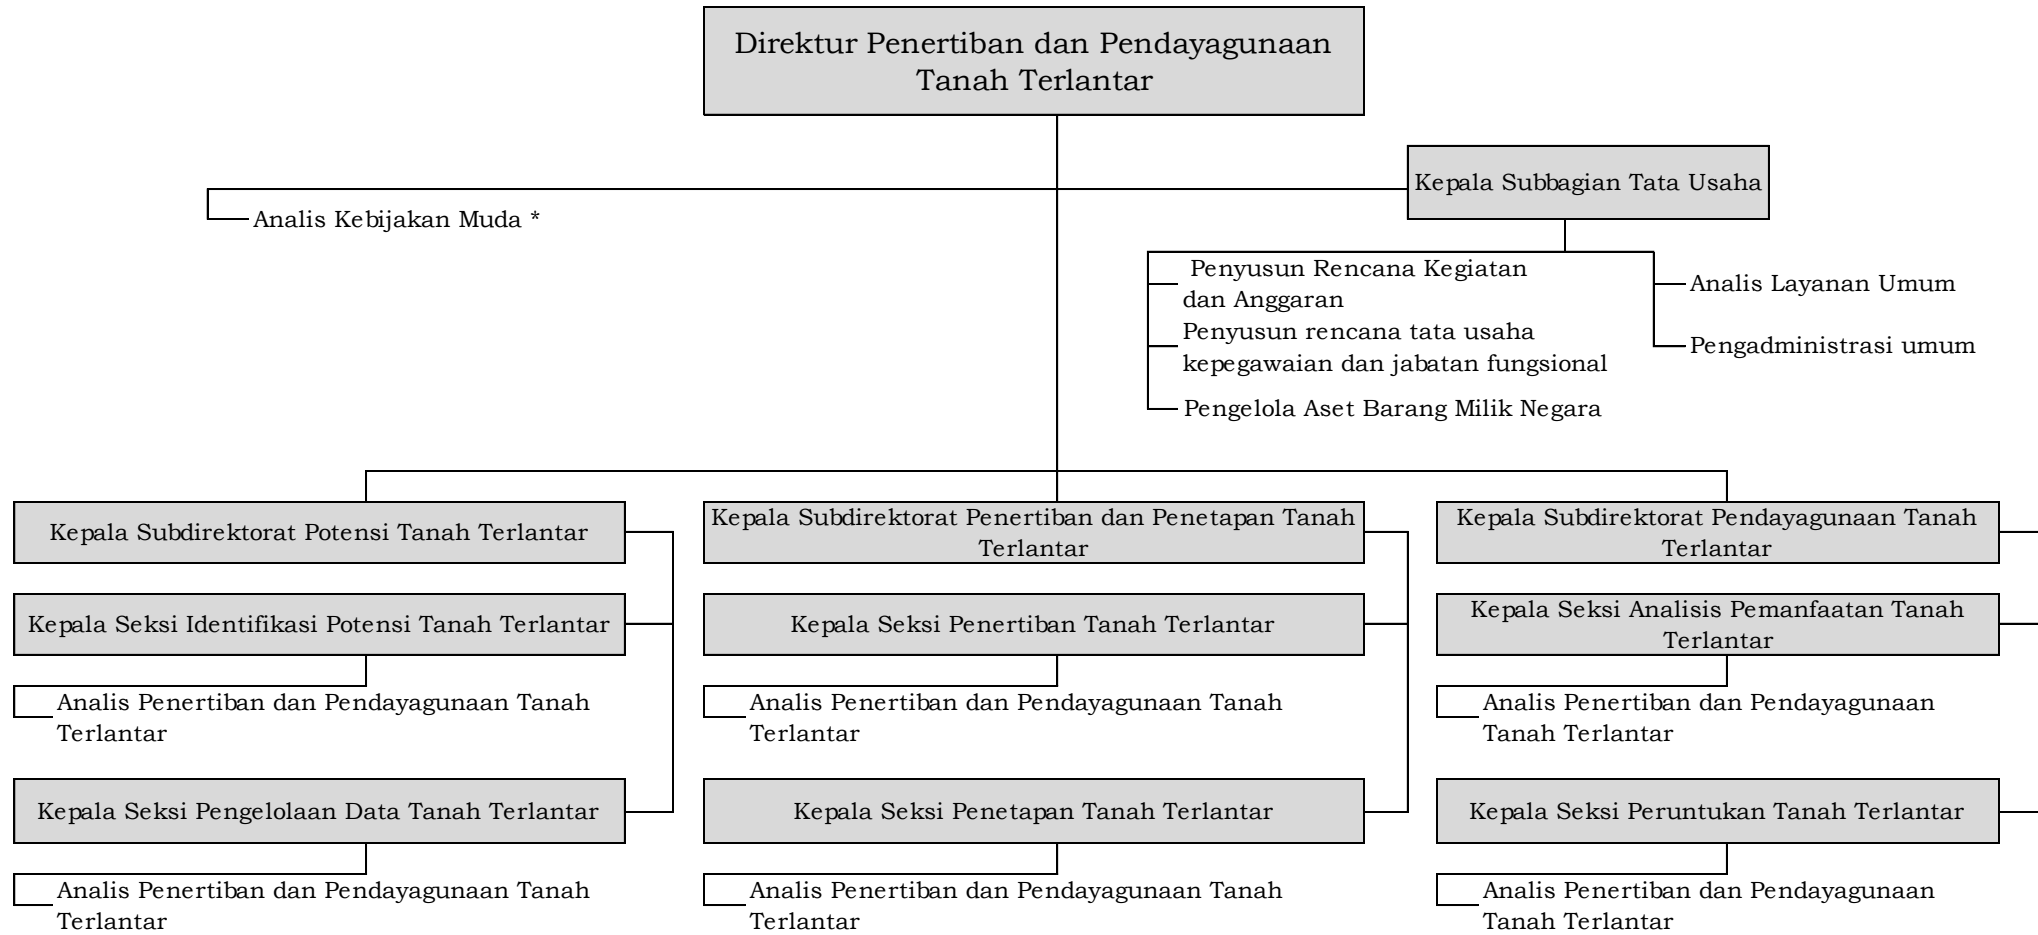 Direktur Penertiban dan Pendayagunaan
Tanah Terlantar
Kepala Subbagian Tata Usaha
Analis Kebijakan Muda *
Penyusun Rencana Kegiatan
dan Anggaran
Penyusun rencana tata usaha
kepegawaian dan jabatan fungsional
Pengelola Aset Barang Milik Negara
Analis Layanan Umum
Pengadministrasi umum
Kepala Subdirektorat Potensi Tanah Terlantar
Kepala Seksi Identifikasi Potensi Tanah Terlantar
Analis Penertiban dan Pendayagunaan Tanah
Terlantar
Kepala Seksi Pengelolaan Data Tanah Terlantar
Analis Penertiban dan Pendayagunaan Tanah
Terlantar
Kepala Subdirektorat Penertiban dan Penetapan Tanah
Terlantar
Kepala Seksi Penertiban Tanah Terlantar
Analis Penertiban dan Pendayagunaan Tanah
Terlantar
Kepala Seksi Penetapan Tanah Terlantar
Analis Penertiban dan Pendayagunaan Tanah
Terlantar
Kepala Subdirektorat Pendayagunaan Tanah
Terlantar
Kepala Seksi Analisis Pemanfaatan Tanah
Terlantar
Analis Penertiban dan Pendayagunaan
Tanah Terlantar
Kepala Seksi Peruntukan Tanah Terlantar
Analis Penertiban dan Pendayagunaan
Tanah Terlantar